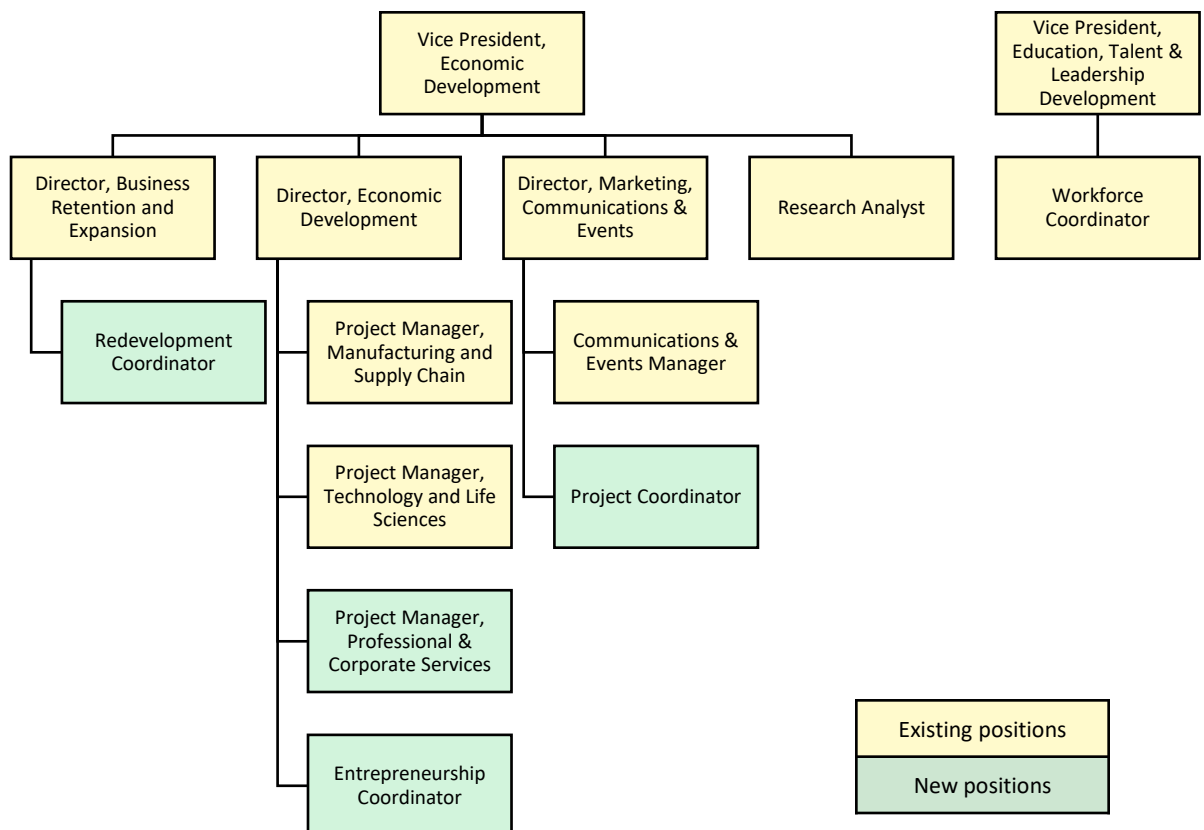 Vice President,
Economic
Development
Vice President,
Education, Talent &
Leadership
Development
Director, Business
Retention and
Expansion
Director, Economic
Development
Director, Marketing,
Communications &
Events
Research Analyst
Workforce
Coordinator
Redevelopment
Coordinator
Project Manager,
Manufacturing and
Supply Chain
Communications &
Events Manager
Project Manager,
Technology and Life
Sciences
Project Coordinator
Project Manager,
Professional &
Corporate Services
Entrepreneurship
Coordinator
Existing positions
New positions